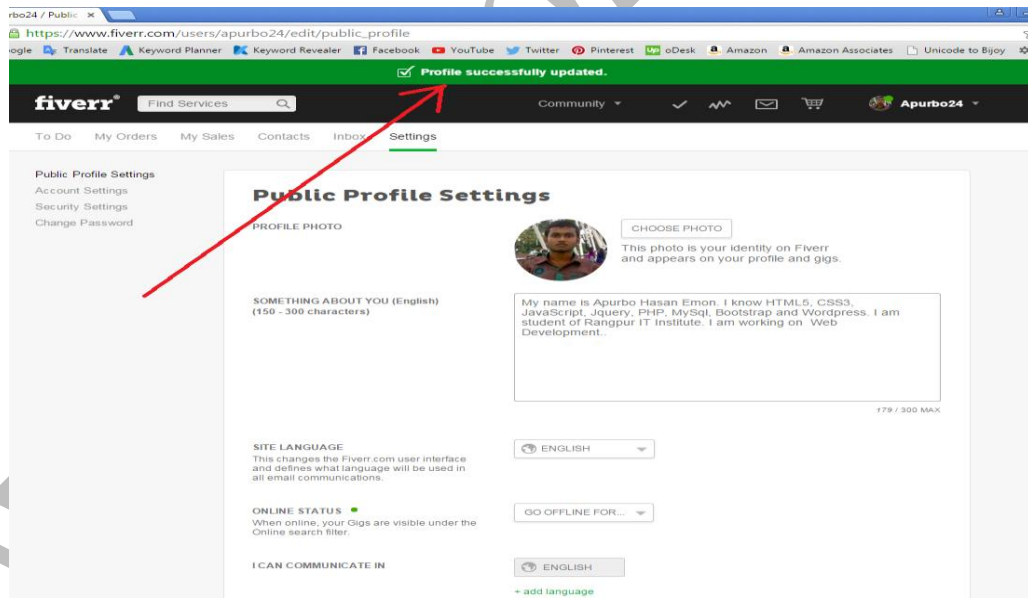 rbo24 / Public
https://www.fiverr.com/users/apurbo24/edit/public_profile
ogle Translate Keyword Planner Keyword Revealer Facebook YouTube Twitter Pinterest oDesk Amazon Amazon Associates Unicode to Bijoy
Profile successfully updated.
fiverr® Find Services Community Apurbo24
To Do My Orders My Sales Contacts Inbox Settings
Public Profile Settings
Account Settings
Security Settings
Change Password
Public Profile Settings
PROFILE PHOTO
CHOOSE PHOTO
This photo is your identity on Fiverr
and appears on your profile and gigs.
SOMETHING ABOUT YOU (English)
(150 - 300 characters)
My name is Apurbo Hasan Emon. I know HTML5, CSS3,
JavaScript, Jquery, PHP, MySql, Bootstrap and Wordpress. I am
student of Rangpur IT Institute. I am working on Web
Development..
179 / 300 MAX
SITE LANGUAGE
This changes the Fiverr.com user interface
and defines what language will be used in
all email communications.
ENGLISH
ONLINE STATUS
When online, your Gigs are visible under the
Online search filter.
GO OFFLINE FOR...
I CAN COMMUNICATE IN
ENGLISH
+ add language